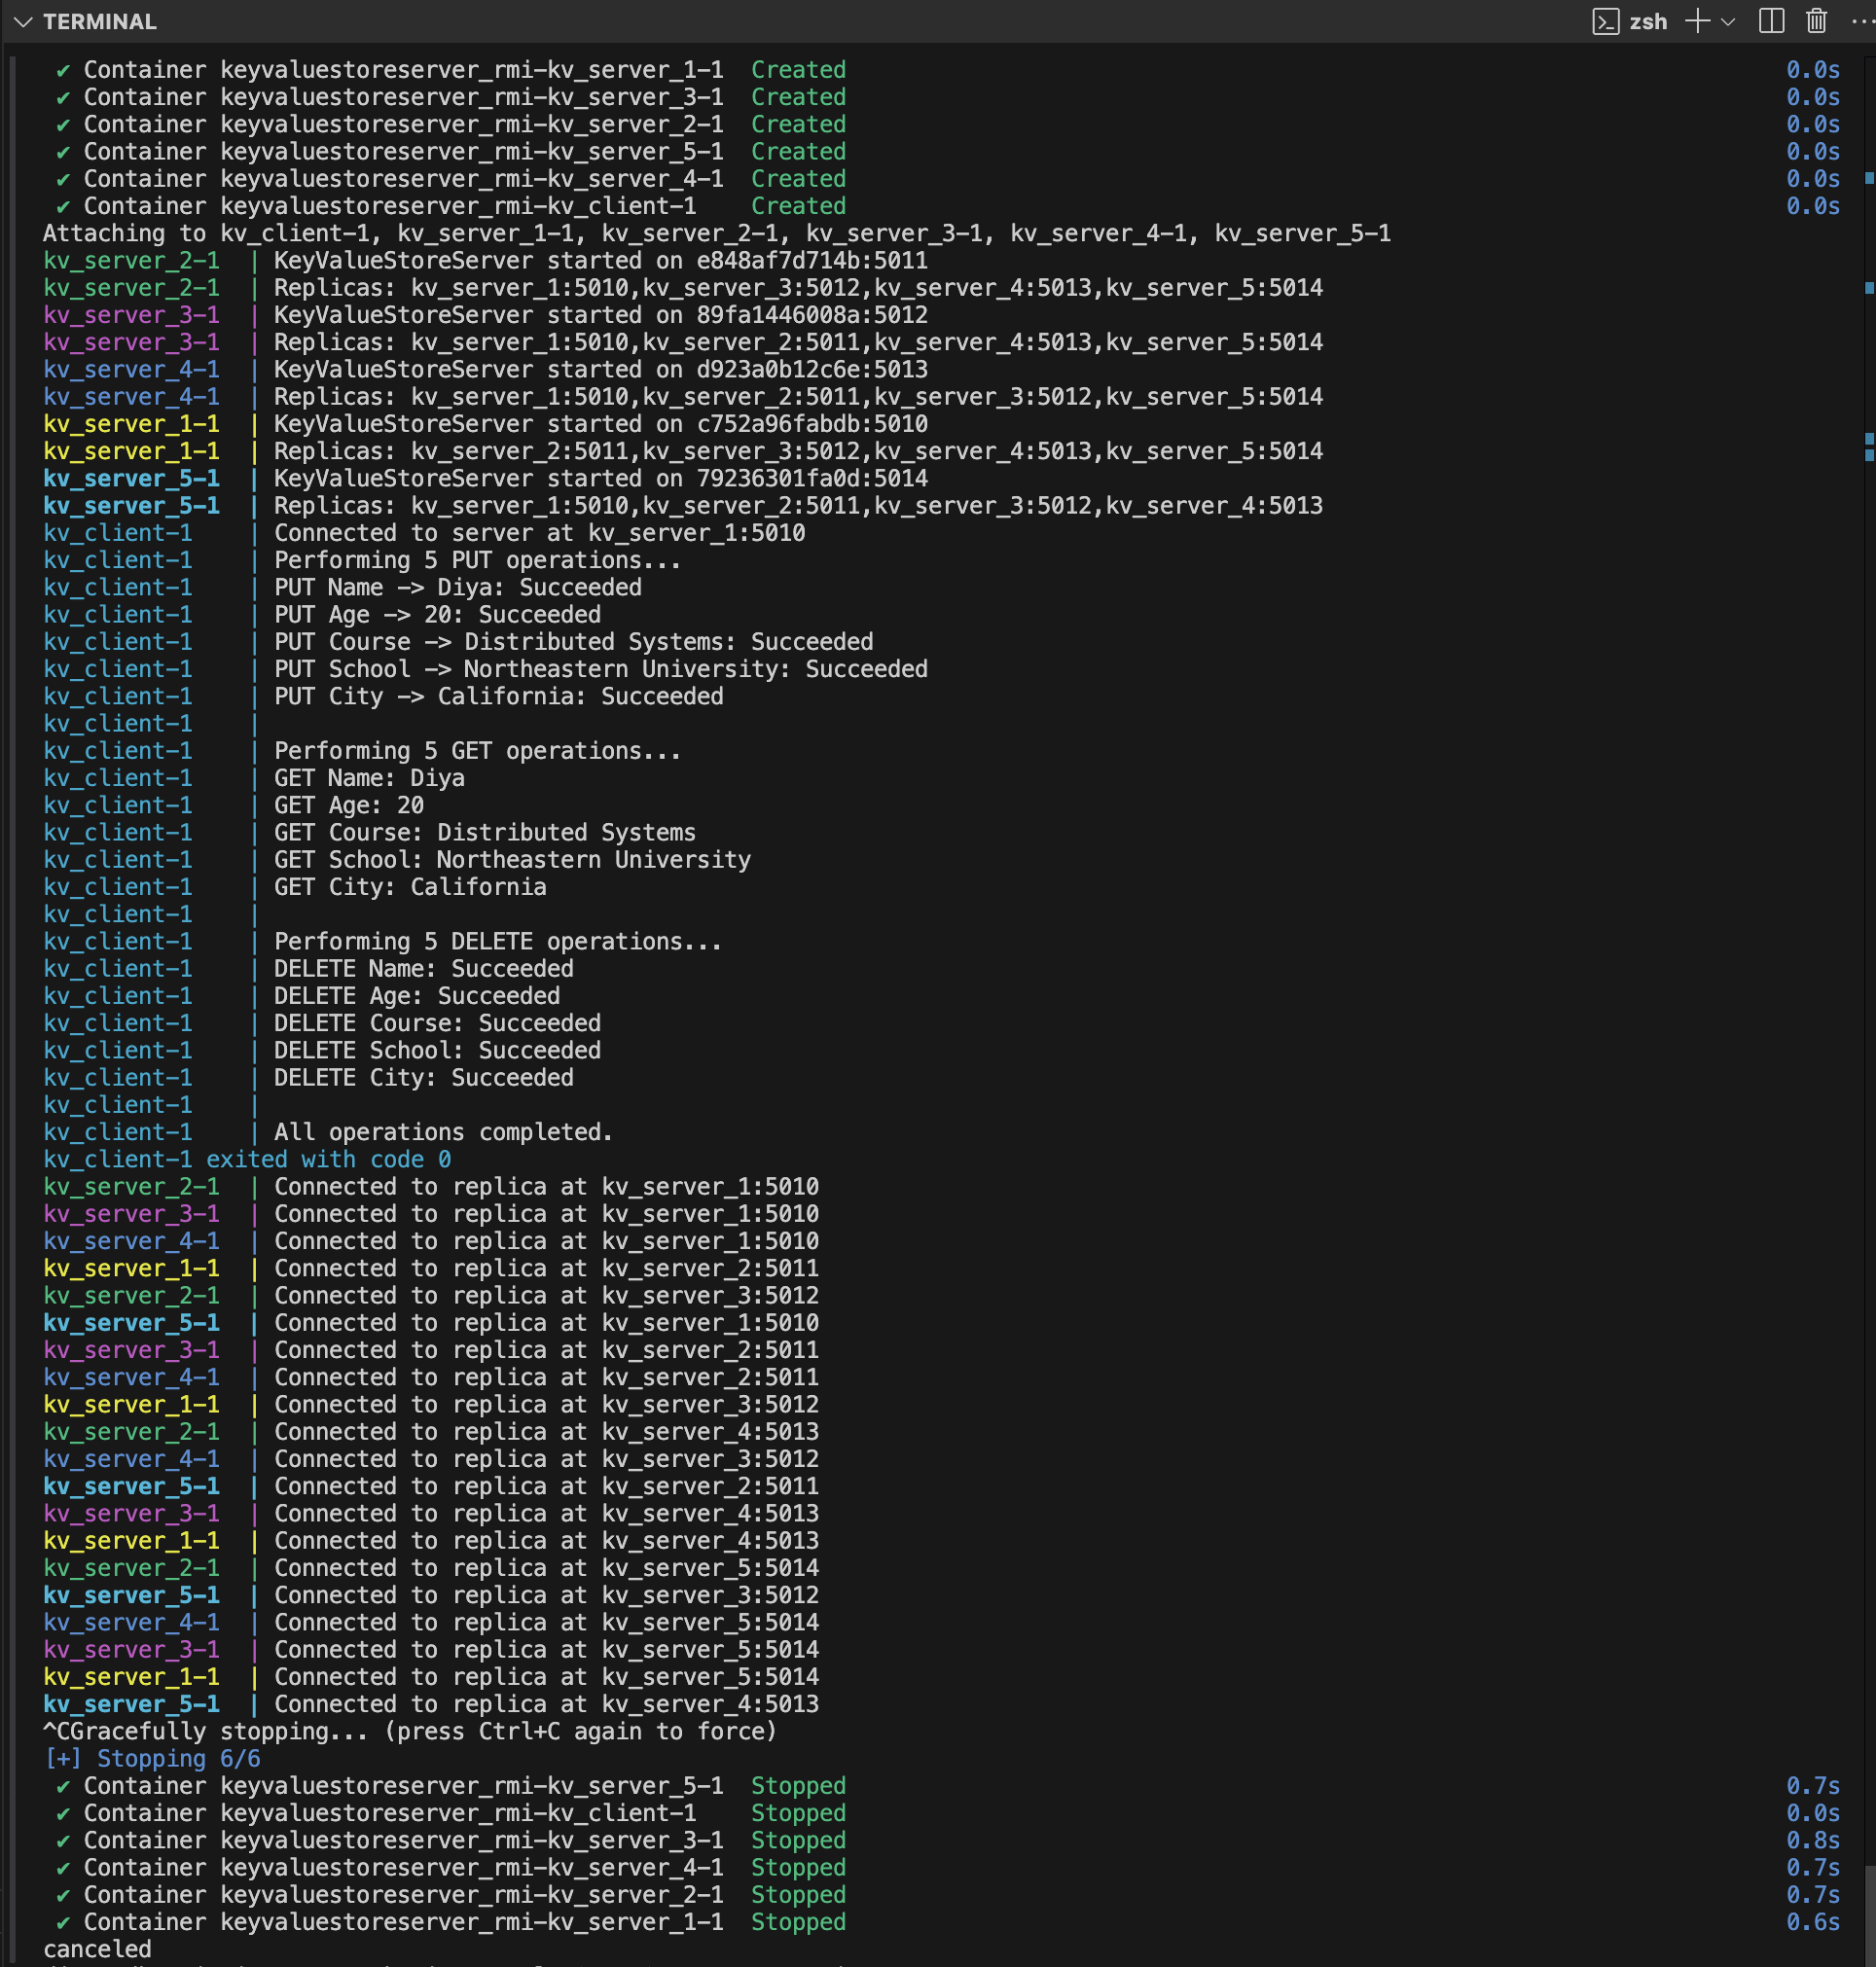 TERMINAL
zsh
✔ Container keyvaluestoreserver_rmi-kv_server_1-1  Created 0.0s
✔ Container keyvaluestoreserver_rmi-kv_server_3-1  Created 0.0s
✔ Container keyvaluestoreserver_rmi-kv_server_2-1  Created 0.0s
✔ Container keyvaluestoreserver_rmi-kv_server_5-1  Created 0.0s
✔ Container keyvaluestoreserver_rmi-kv_server_4-1  Created 0.0s
✔ Container keyvaluestoreserver_rmi-kv_client-1    Created 0.0s
Attaching to kv_client-1, kv_server_1-1, kv_server_2-1, kv_server_3-1, kv_server_4-1, kv_server_5-1
kv_server_2-1  | KeyValueStoreServer started on e848af7d714b:5011
kv_server_2-1  | Replicas: kv_server_1:5010,kv_server_3:5012,kv_server_4:5013,kv_server_5:5014
kv_server_3-1  | KeyValueStoreServer started on 89fa1446008a:5012
kv_server_3-1  | Replicas: kv_server_1:5010,kv_server_2:5011,kv_server_4:5013,kv_server_5:5014
kv_server_4-1  | KeyValueStoreServer started on d923a0b12c6e:5013
kv_server_4-1  | Replicas: kv_server_1:5010,kv_server_2:5011,kv_server_3:5012,kv_server_5:5014
kv_server_1-1  | KeyValueStoreServer started on c752a96fabdb:5010
kv_server_1-1  | Replicas: kv_server_2:5011,kv_server_3:5012,kv_server_4:5013,kv_server_5:5014
kv_server_5-1  | KeyValueStoreServer started on 79236301fa0d:5014
kv_server_5-1  | Replicas: kv_server_1:5010,kv_server_2:5011,kv_server_3:5012,kv_server_4:5013
kv_client-1    | Connected to server at kv_server_1:5010
kv_client-1    | Performing 5 PUT operations...
kv_client-1    | PUT Name -> Diya: Succeeded
kv_client-1    | PUT Age -> 20: Succeeded
kv_client-1    | PUT Course -> Distributed Systems: Succeeded
kv_client-1    | PUT School -> Northeastern University: Succeeded
kv_client-1    | PUT City -> California: Succeeded
kv_client-1    |
kv_client-1    | Performing 5 GET operations...
kv_client-1    | GET Name: Diya
kv_client-1    | GET Age: 20
kv_client-1    | GET Course: Distributed Systems
kv_client-1    | GET School: Northeastern University
kv_client-1    | GET City: California
kv_client-1    |
kv_client-1    | Performing 5 DELETE operations...
kv_client-1    | DELETE Name: Succeeded
kv_client-1    | DELETE Age: Succeeded
kv_client-1    | DELETE Course: Succeeded
kv_client-1    | DELETE School: Succeeded
kv_client-1    | DELETE City: Succeeded
kv_client-1    |
kv_client-1    | All operations completed.
kv_client-1 exited with code 0
kv_server_2-1  | Connected to replica at kv_server_1:5010
kv_server_3-1  | Connected to replica at kv_server_1:5010
kv_server_4-1  | Connected to replica at kv_server_1:5010
kv_server_1-1  | Connected to replica at kv_server_2:5011
kv_server_2-1  | Connected to replica at kv_server_3:5012
kv_server_5-1  | Connected to replica at kv_server_1:5010
kv_server_3-1  | Connected to replica at kv_server_2:5011
kv_server_4-1  | Connected to replica at kv_server_2:5011
kv_server_1-1  | Connected to replica at kv_server_3:5012
kv_server_2-1  | Connected to replica at kv_server_4:5013
kv_server_4-1  | Connected to replica at kv_server_3:5012
kv_server_5-1  | Connected to replica at kv_server_2:5011
kv_server_3-1  | Connected to replica at kv_server_4:5013
kv_server_1-1  | Connected to replica at kv_server_4:5013
kv_server_2-1  | Connected to replica at kv_server_5:5014
kv_server_5-1  | Connected to replica at kv_server_3:5012
kv_server_4-1  | Connected to replica at kv_server_5:5014
kv_server_3-1  | Connected to replica at kv_server_5:5014
kv_server_1-1  | Connected to replica at kv_server_5:5014
kv_server_5-1  | Connected to replica at kv_server_4:5013
^CGracefully stopping... (press Ctrl+C again to force)
[+] Stopping 6/6
✔ Container keyvaluestoreserver_rmi-kv_server_5-1  Stopped 0.7s
✔ Container keyvaluestoreserver_rmi-kv_client-1    Stopped 0.0s
✔ Container keyvaluestoreserver_rmi-kv_server_3-1  Stopped 0.8s
✔ Container keyvaluestoreserver_rmi-kv_server_4-1  Stopped 0.7s
✔ Container keyvaluestoreserver_rmi-kv_server_2-1  Stopped 0.7s
✔ Container keyvaluestoreserver_rmi-kv_server_1-1  Stopped 0.6s
canceled